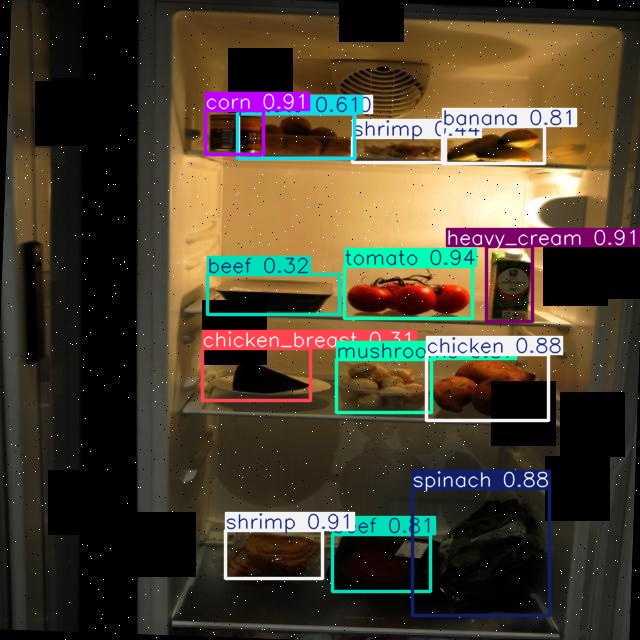 corn 0.91
0.61
shrimp 0.44
banana 0.81
heavy_cream 0.91
beef 0.32
tomato 0.94
chicken_breast 0.31
chicken 0.88
spinach 0.88
shrimp 0.91
beef 0.81